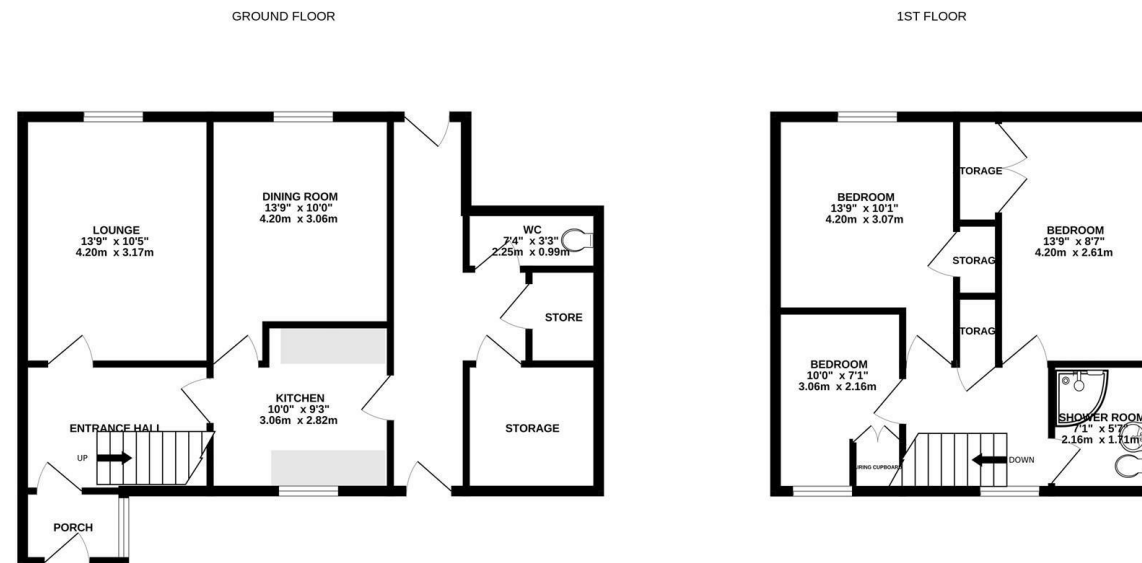 GROUND FLOOR
1ST FLOOR
LOUNGE
13'9" x 10'5"
4.20m x 3.17m
DINING ROOM
13'9" x 10'0"
4.20m x 3.06m
WC
7'4" x 3'3"
2.25m x 0.99m
STORE
KITCHEN
10'0" x 9'3"
3.06m x 2.82m
ENTRANCE HALL
UP
STORAGE
PORCH
BEDROOM
13'9" x 10'1"
4.20m x 3.07m
TORAGE
STORAG
TORAG
BEDROOM
13'9" x 8'7"
4.20m x 2.61m
BEDROOM
10'0" x 7'1"
3.06m x 2.16m
IRING CUPBOARD
DOWN
SHOWER ROOM
7'1" x 5'7"
2.16m x 1.71m